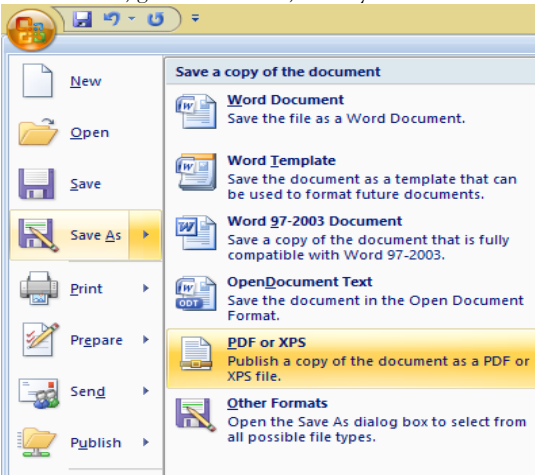 New
Open
Save
Save As
Print
Prepare
Send
Publish
Save a copy of the document
Word Document
Save the file as a Word Document.
Word Template
Save the document as a template that can
be used to format future documents.
Word 97-2003 Document
Save a copy of the document that is fully
compatible with Word 97-2003.
OpenDocument Text
Save the document in the Open Document
Format.
PDF or XPS
Publish a copy of the document as a PDF or
XPS file.
Other Formats
Open the Save As dialog box to select from
all possible file types.
ODT